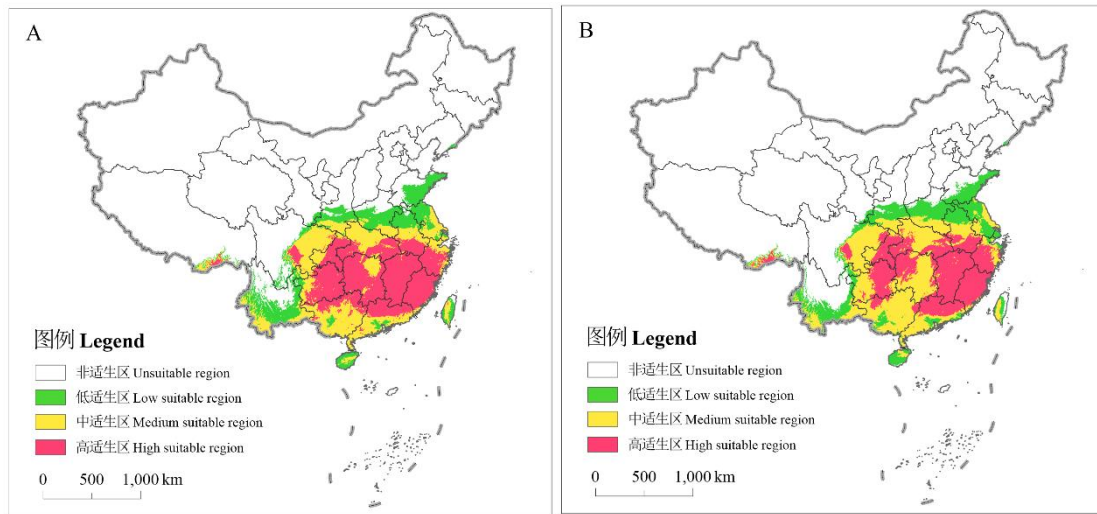 A
图例 Legend
非适生区 Unsuitable region
低适生区 Low suitable region
中适生区 Medium suitable region
高适生区 High suitable region
0 500 1,000 km
B
图例 Legend
非适生区 Unsuitable region
低适生区 Low suitable region
中适生区 Medium suitable region
高适生区 High suitable region
0 500 1,000 km